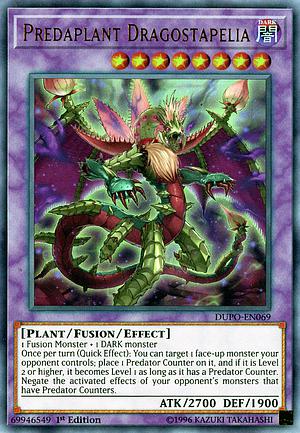 PREDAPLANT DRAGOSTAPELIA
DARK
闇
DUPO-EN069
[PLANT/FUSION/EFFECT]
1 Fusion Monster + 1 DARK monster
Once per turn (Quick Effect): You can target 1 face-up monster your
opponent controls; place 1 Predator Counter on it, and if it is Level
2 or higher, it becomes Level 1 as long as it has a Predator Counter.
Negate the activated effects of your opponent's monsters that
have Predator Counters.
ATK/2700 DEF/1900
69946549 1st Edition ©1996 KAZUKI TAKAHASHI